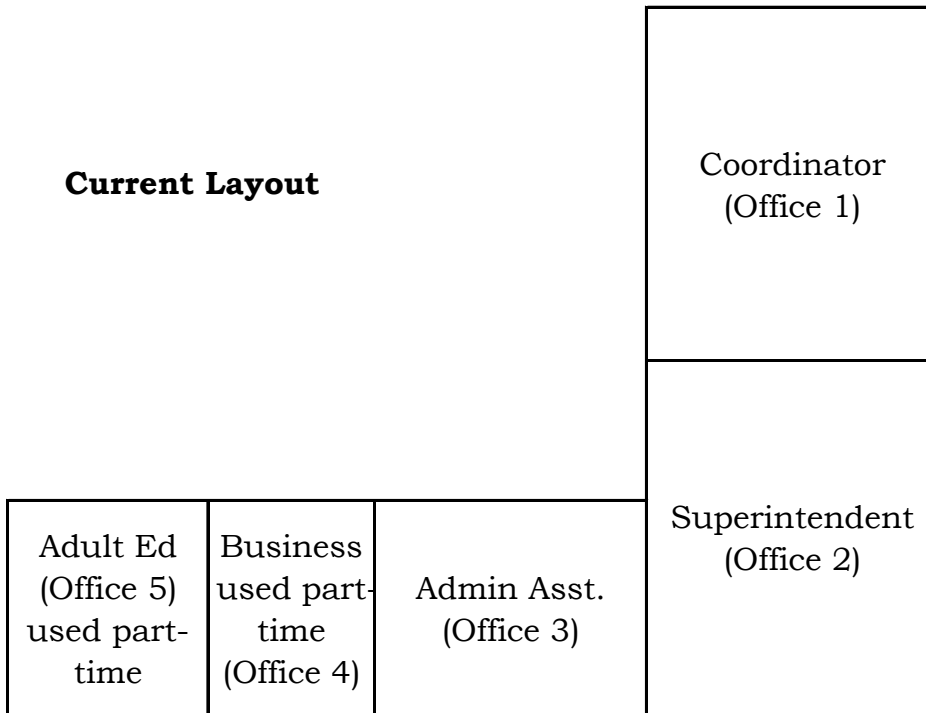 Current Layout
Coordinator
(Office 1)
Superintendent
(Office 2)
Adult Ed
(Office 5)
used part-
time
Business
used part-
time
(Office 4)
Admin Asst.
(Office 3)